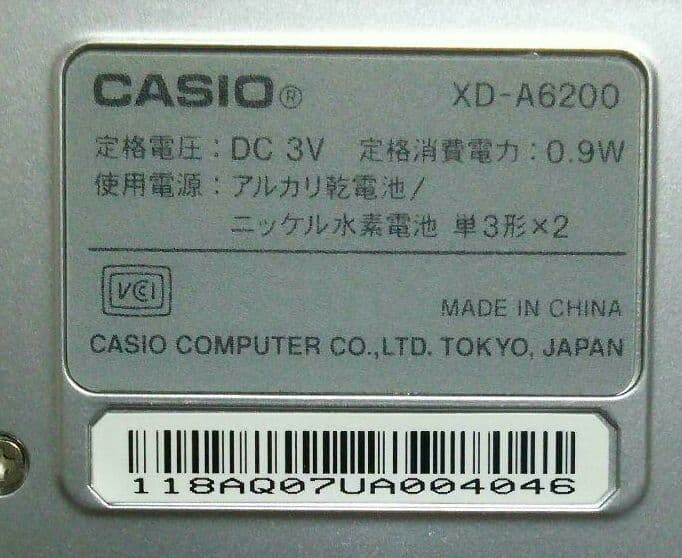 CASIO® XD-A6200
定格電圧：DC 3V 定格消費電力：0.9W
使用電源：アルカリ乾電池/
ニッケル水素電池 単3形×2
VCI
MADE IN CHINA
CASIO COMPUTER CO.,LTD. TOKYO, JAPAN
118AQ07UA004046